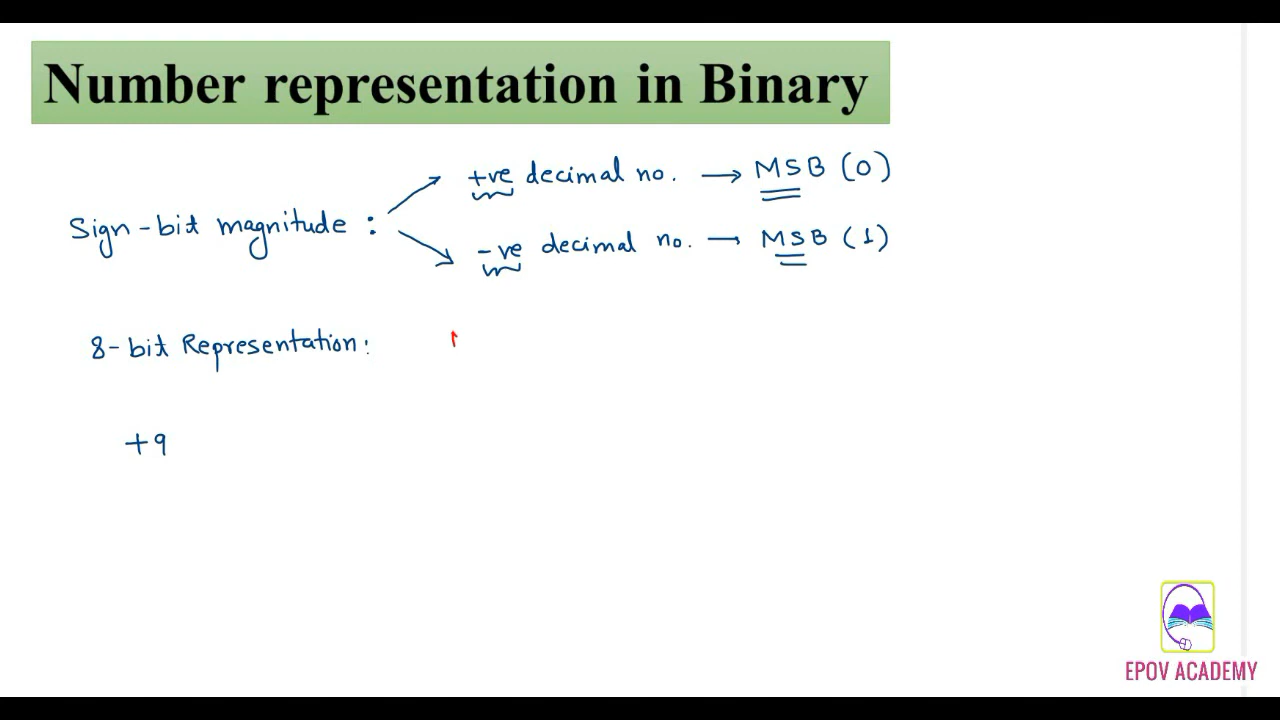 Number representation in Binary
+ve decimal no. → MSB (0)
Sign-bit magnitude :
-ve decimal no. → MSB (1)
8-bit Representation:
+9
EPOV ACADEMY